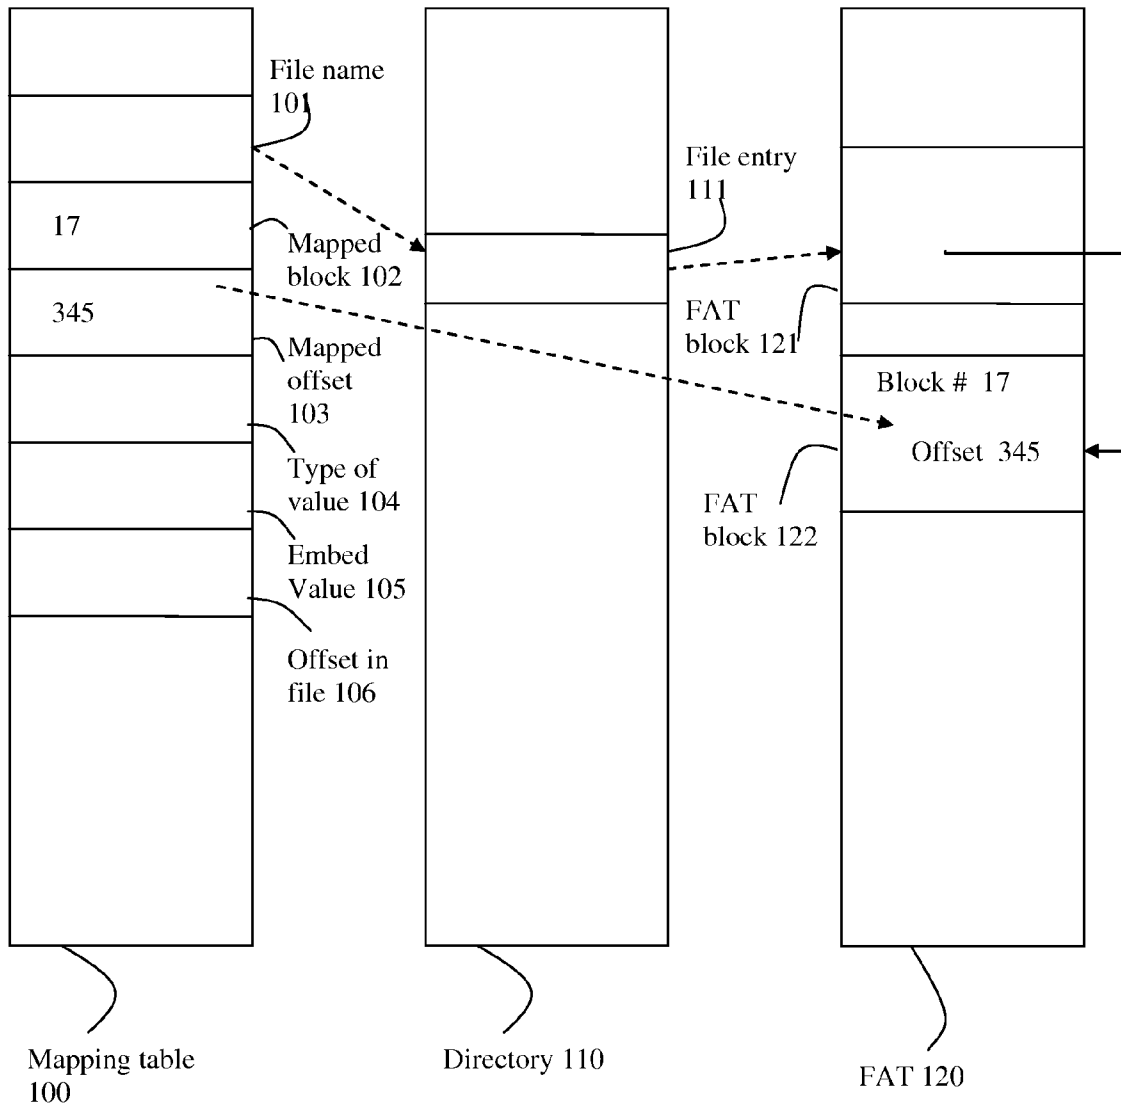 File name
101
17
Mapped
block 102
345
Mapped
offset
103
Type of
value 104
Embed
Value 105
Offset in
file 106
Mapping table
100
File entry
111
Directory 110
FAT
block 121
Block # 17
Offset 345
FAT
block 122
FAT 120